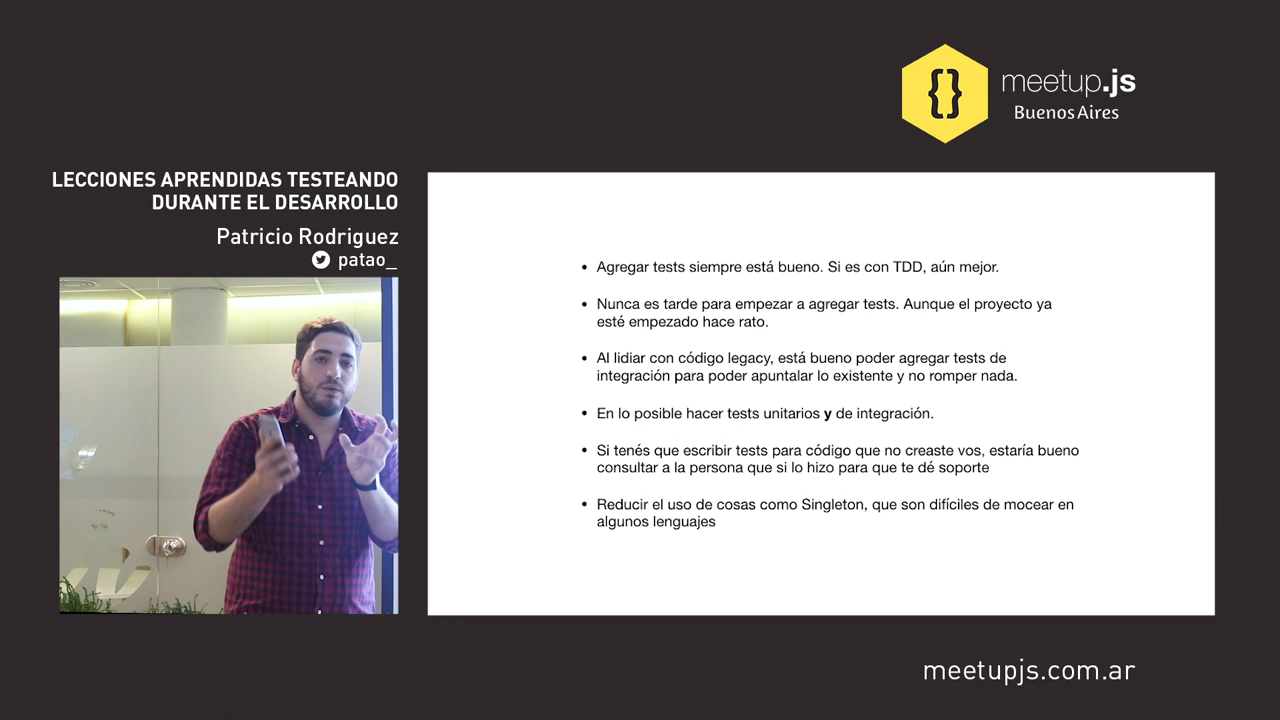 {}
meetup.js
Buenos Aires
LECCIONES APRENDIDAS TESTEANDO
DURANTE EL DESARROLLO
Patricio Rodriguez
patao_
• Agregar tests siempre está bueno. Si es con TDD, aún mejor.
• Nunca es tarde para empezar a agregar tests. Aunque el proyecto ya
esté empezado hace rato.
• Al lidiar con código legacy, está bueno poder agregar tests de
integración para poder apuntalar lo existente y no romper nada.
• En lo posible hacer tests unitarios y de integración.
• Si tenés que escribir tests para código que no creaste vos, estaría bueno
consultar a la persona que si lo hizo para que te dé soporte
• Reducir el uso de cosas como Singleton, que son difíciles de mocear en
algunos lenguajes
meetupjs.com.ar